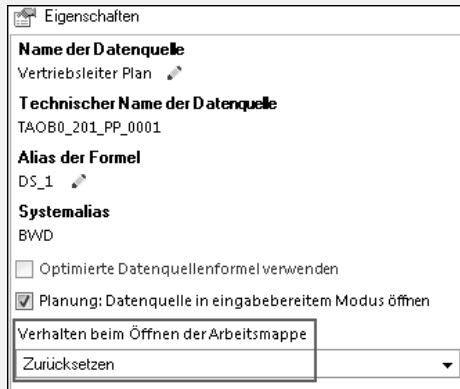 Eigenschaften
Name der Datenquelle
Vertriebsleiter Plan
Technischer Name der Datenquelle
TAOB0_201_PP_0001
Alias der Formel
DS_1
Systemalias
BWD
Optimierte Datenquellenformel verwenden
Planung: Datenquelle in eingabebereitem Modus öffnen
Verhalten beim Öffnen der Arbeitsmappe
Zurücksetzen